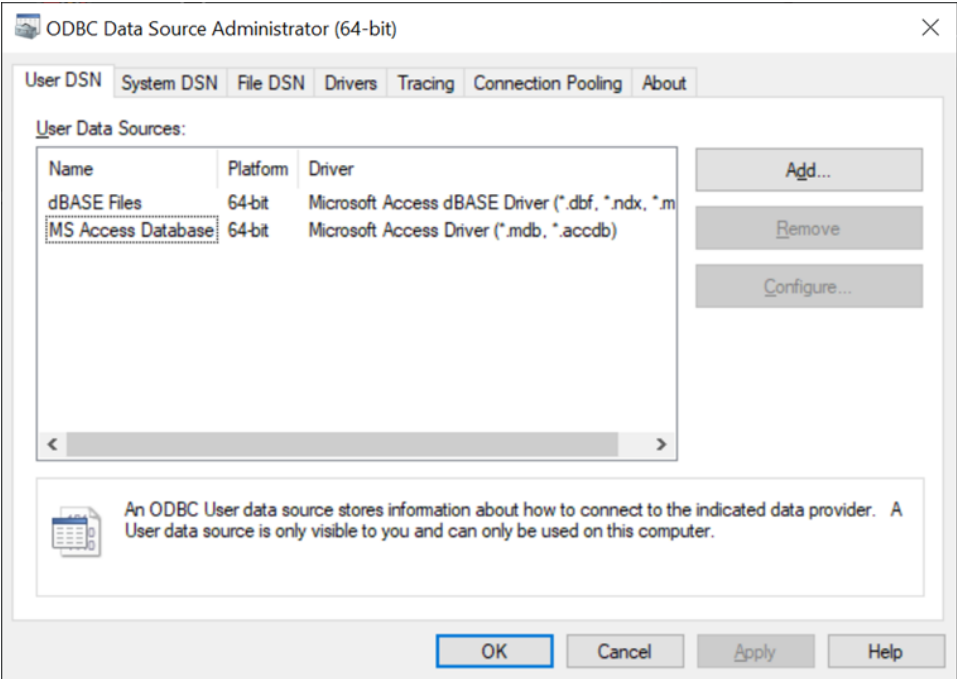 ODBC Data Source Administrator (64-bit)
User DSN System DSN File DSN Drivers Tracing Connection Pooling About
User Data Sources:
Name Platform Driver
dBASE Files 64-bit Microsoft Access dBASE Driver (*.dbf, *.ndx, *.m
MS Access Database 64-bit Microsoft Access Driver (*.mdb, *.accdb)
Add...
Remove
Configure...
An ODBC User data source stores information about how to connect to the indicated data provider. A
User data source is only visible to you and can only be used on this computer.
OK Cancel Apply Help